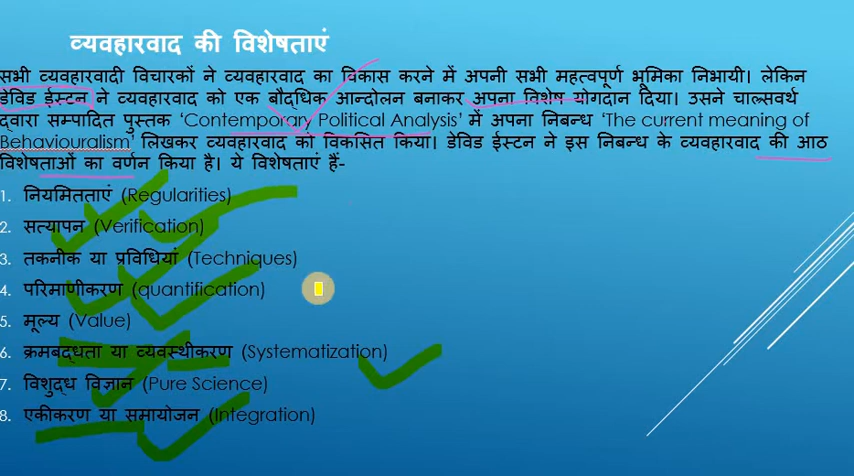 व्यवहारवाद की विशेषताएं
सभी व्यवहारवादी विचारकों ने व्यवहारवाद का विकास करने में अपनी सभी महत्वपूर्ण भूमिका निभायी। लेकिन
डेविड ईस्टन ने व्यवहारवाद को एक बौद्धिक आन्दोलन बनाकर अपना विशेष योगदान दिया। उसने चार्ल्सवर्थ
द्वारा सम्पादित पुस्तक ‘Contemporary Political Analysis’ में अपना निबन्ध ‘The current meaning of
Behaviouralism’ लिखकर व्यवहारवाद को विकसित किया। डेविड ईस्टन ने इस निबन्ध के व्यवहारवाद की आठ
विशेषताओं का वर्णन किया है। ये विशेषताएं हैं-
1. नियमितताएं (Regularities)
2. सत्यापन (Verification)
3. तकनीक या प्रविधियां (Techniques)
4. परिमाणीकरण (quantification)
5. मूल्य (Value)
6. क्रमबद्धता या व्यवस्थीकरण (Systematization)
7. विशुद्ध विज्ञान (Pure Science)
8. एकीकरण या समायोजन (Integration)